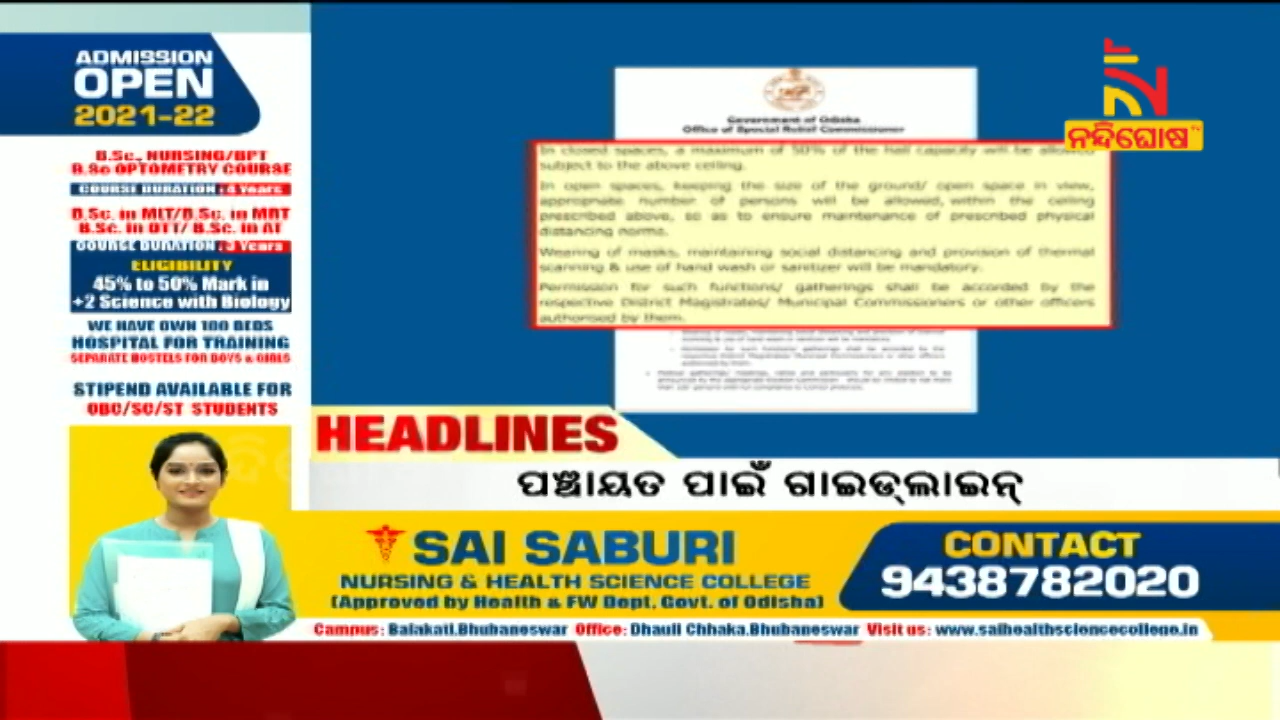 ADMISSION
OPEN
2021-22
B.Sc., NURSING/BPT
B.Sc OPTOMETRY COURSE
COURSE DURATION : 4 Years
B.Sc. in MLT/B.Sc. in MRT
B.Sc. in OTT/ B.Sc. in AT
COURSE DURATION : 3 Years
ELIGIBILITY
45% to 50% Mark in
+2 Science with Biology
WE HAVE OWN 100 BEDS
HOSPITAL FOR TRAINING
SEPARATE HOSTELS FOR BOYS & GIRLS
STIPEND AVAILABLE FOR
OBC/SC/ST STUDENTS
Government of Odisha
Office of Special Relief Commissioner
In closed spaces, a maximum of 50% of the hall capacity will be allowed
subject to the above ceiling.
In open spaces, keeping the size of the ground/ open space in view,
appropriate number of persons will be allowed, within the ceiling
prescribed above, so as to ensure maintenance of prescribed physical
distancing norms.
Wearing of masks, maintaining social distancing and provision of thermal
scanning & use of hand wash or sanitizer will be mandatory.
Permission for such functions/ gatherings shall be accorded by the
respective District Magistrates/ Municipal Commissioners or other officers
authorised by them.
ନନ୍ଦିଘୋଷ TV
HEADLINES
ପଞ୍ଚାୟତ ପାଇଁ ଗାଇଡ୍‌ଲାଇନ୍
SAI SABURI
NURSING & HEALTH SCIENCE COLLEGE
(Approved by Health & FW Dept. Govt. of Odisha)
CONTACT
9438782020
Campus: Balakati.Bhubaneswar Office: Dhauli Chhaka.Bhubaneswar Visit us: www.saihealthsciencecollege.in